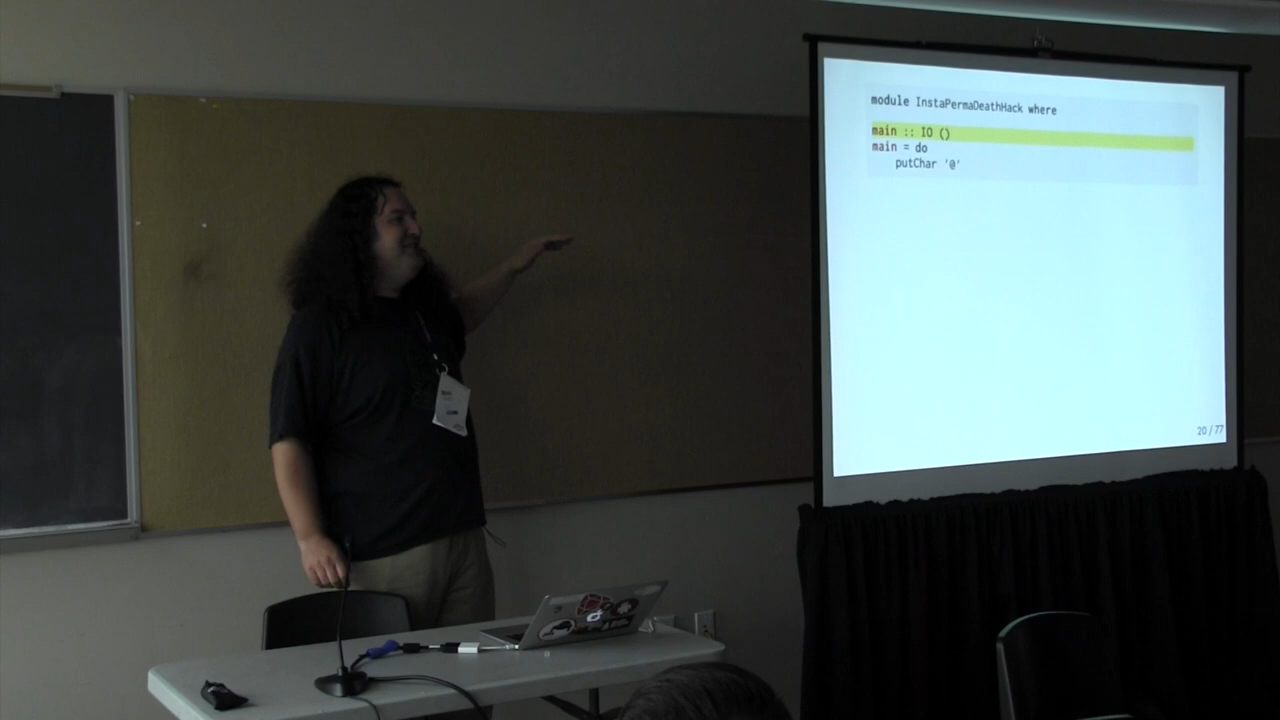 module InstaPermaDeathHack where
main :: IO ()
main = do
putChar '@'
20 / 77